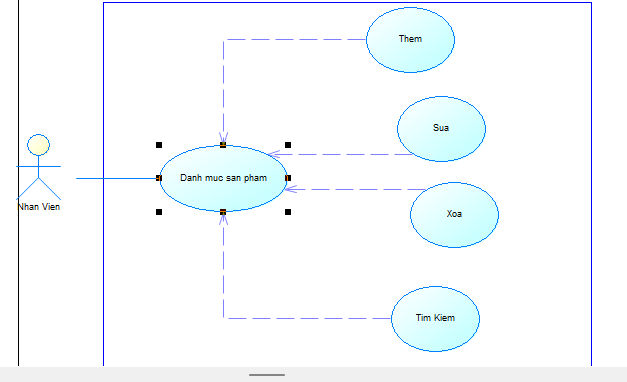 Them
Sua
Danh muc san pham
Nhan Vien
Xoa
Tim Kiem